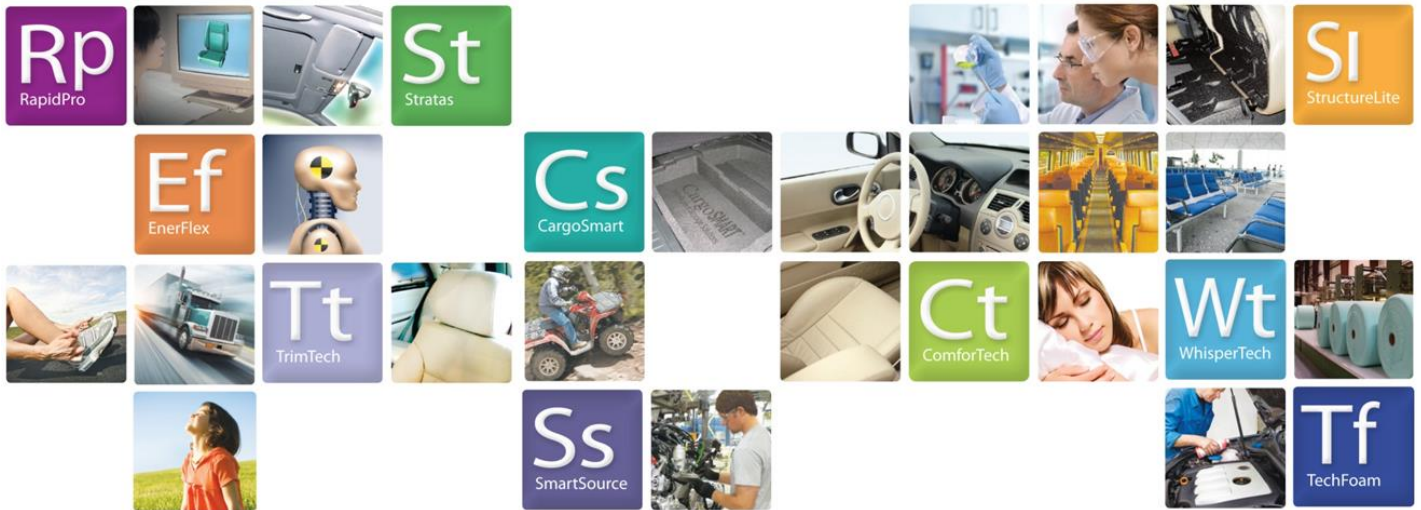 Rp
RapidPro
St
Stratas
Sl
StructureLite
Ef
EnerFlex
Cs
CargoSmart
CargoSMART
Tt
TrimTech
Ct
ComforTech
Wt
WhisperTech
Ss
SmartSource
Tf
TechFoam